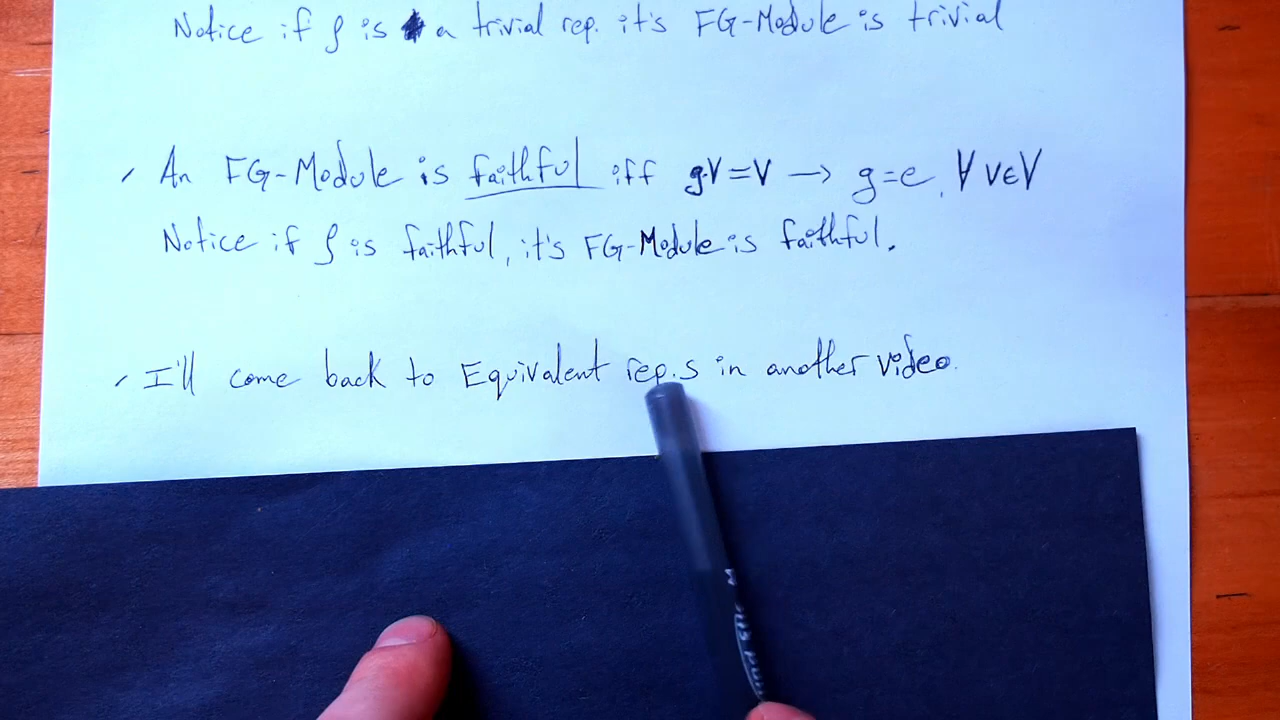 Notice if ρ is a trivial rep. it's FG-Module is trivial
An FG-Module is faithful iff g·v=v → g=e, ∀ v∈V
Notice if ρ is faithful, it's FG-Module is faithful.
I'll come back to Equivalent rep.s in another video.